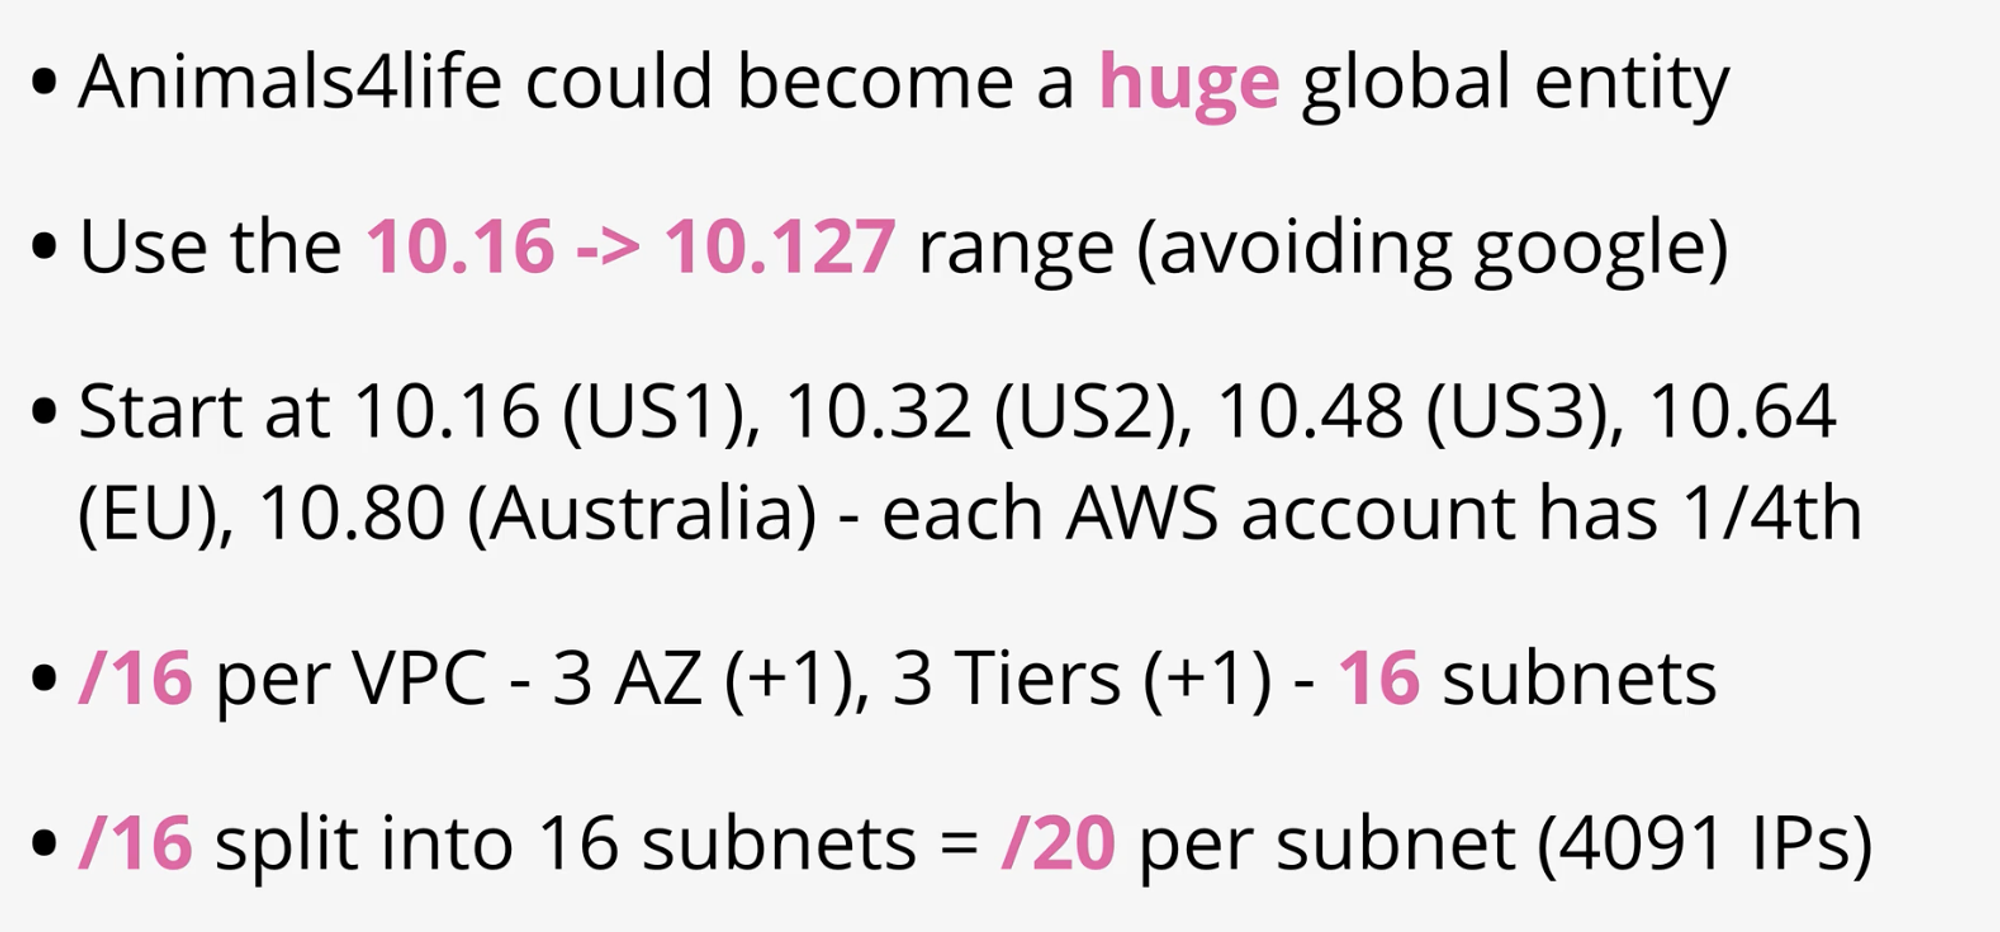 • Animals4life could become a huge global entity
• Use the 10.16 -> 10.127 range (avoiding google)
• Start at 10.16 (US1), 10.32 (US2), 10.48 (US3), 10.64
(EU), 10.80 (Australia) - each AWS account has 1/4th
• /16 per VPC - 3 AZ (+1), 3 Tiers (+1) - 16 subnets
• /16 split into 16 subnets = /20 per subnet (4091 IPs)